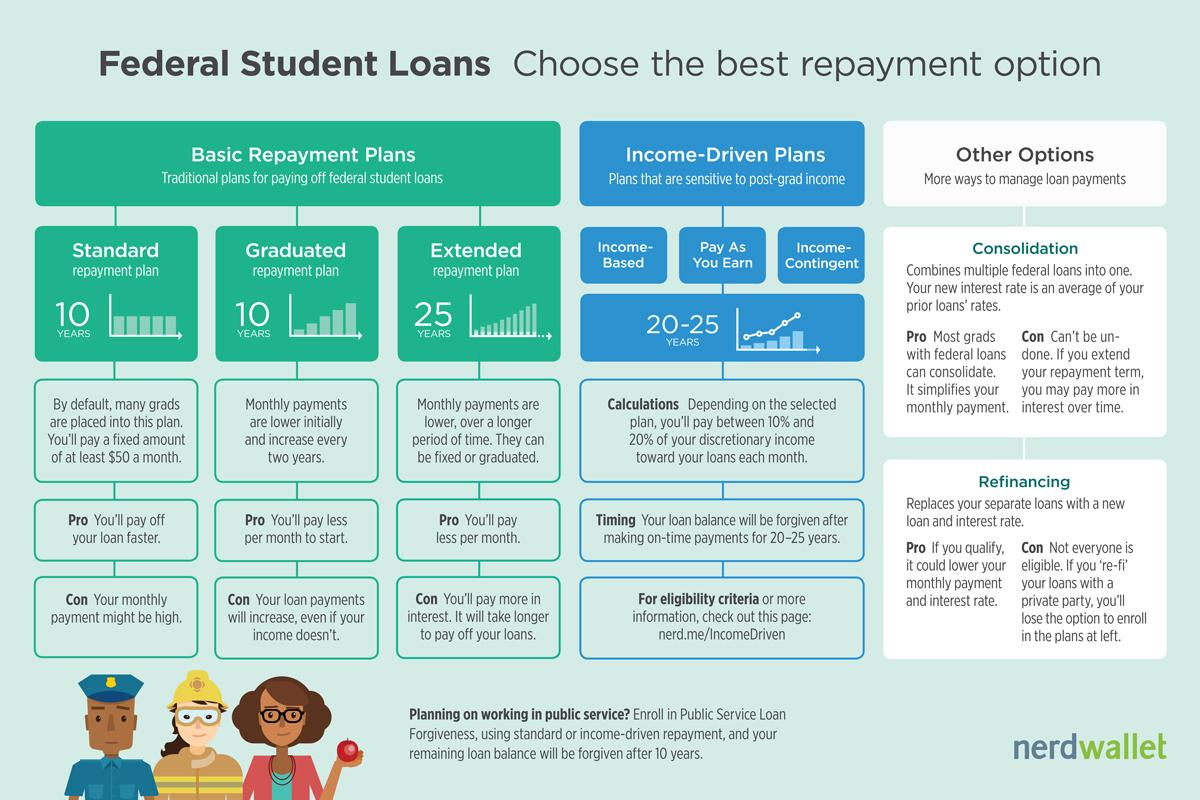 Federal Student Loans Choose the best repayment option
Basic Repayment Plans
Traditional plans for paying off federal student loans
Standard
repayment plan
10
YEARS
By default, many grads
are placed into this plan.
You'll pay a fixed amount
of at least $50 a month.
Pro You'll pay off
your loan faster.
Con Your monthly
payment might be high.
Graduated
repayment plan
10
YEARS
Monthly payments
are lower initially
and increase every
two years.
Pro You'll pay less
per month to start.
Con Your loan payments
will increase, even if your
income doesn't.
Extended
repayment plan
25
YEARS
Monthly payments are
lower, over a longer
period of time. They can
be fixed or graduated.
Pro You'll pay
less per month.
Con You'll pay more in
interest. It will take longer
to pay off your loans.
Income-Driven Plans
Plans that are sensitive to post-grad income
Income-
Based
Pay As
You Earn
Income-
Contingent
20-25
YEARS
Calculations Depending on the selected
plan, you'll pay between 10% and
20% of your discretionary income
toward your loans each month.
Timing Your loan balance will be forgiven after
making on-time payments for 20–25 years.
For eligibility criteria or more
information, check out this page:
nerd.me/IncomeDriven
Other Options
More ways to manage loan payments
Consolidation
Combines multiple federal loans into one.
Your new interest rate is an average of your
prior loans' rates.
Pro Most grads
with federal loans
can consolidate.
It simplifies your
monthly payment.
Con Can't be un-
done. If you extend
your repayment term,
you may pay more in
interest over time.
Refinancing
Replaces your separate loans with a new
loan and interest rate.
Pro If you qualify,
it could lower your
monthly payment
and interest rate.
Con Not everyone is
eligible. If you 're-fi'
your loans with a
private party, you'll
lose the option to enroll
in the plans at left.
Planning on working in public service? Enroll in Public Service Loan
Forgiveness, using standard or income-driven repayment, and your
remaining loan balance will be forgiven after 10 years.
nerdwallet